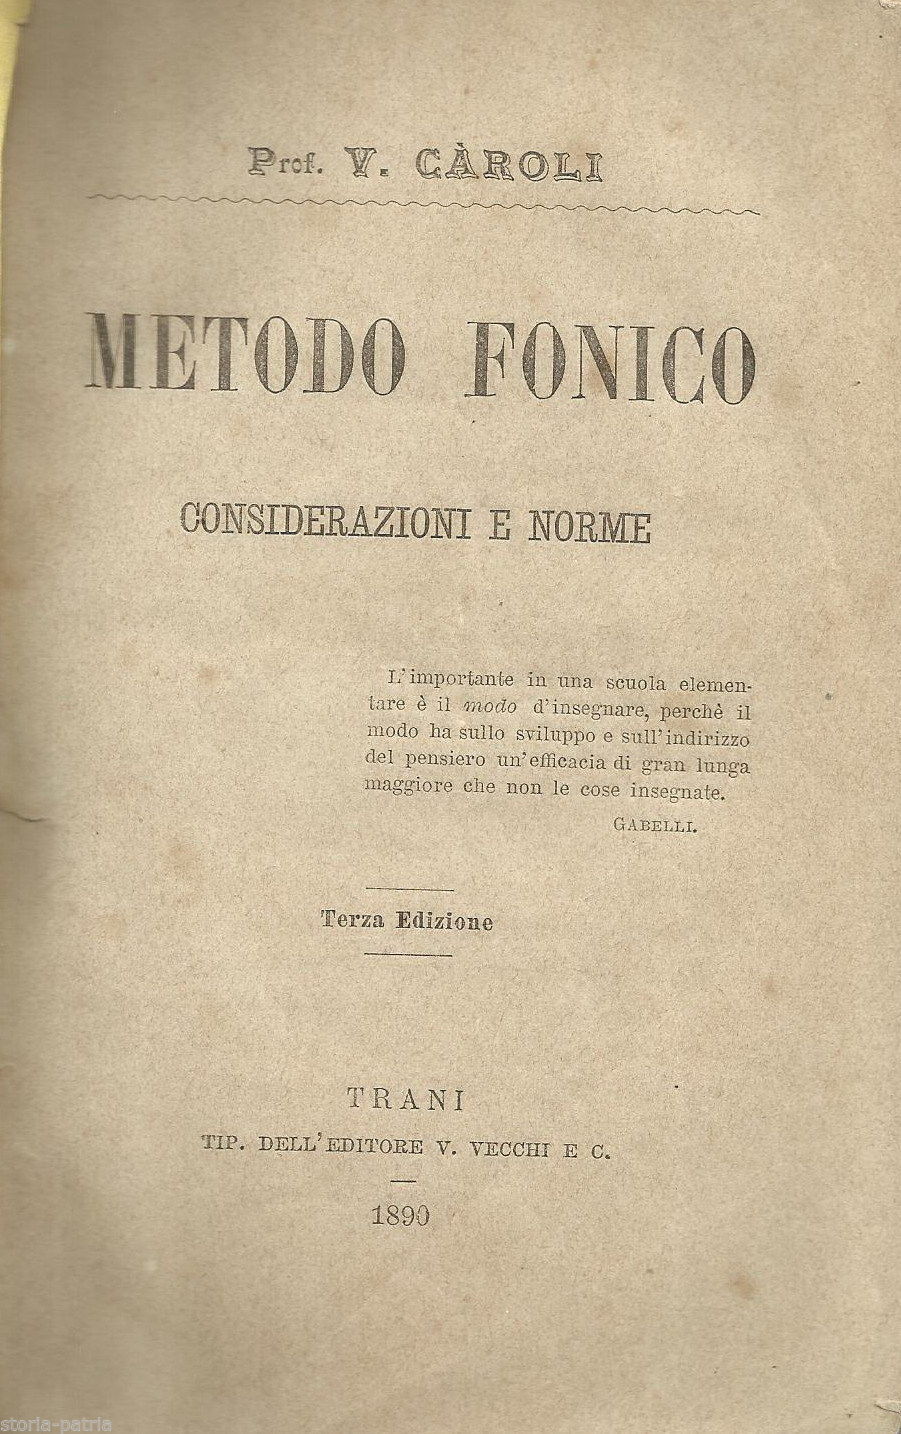 Prof. V. CÀROLI
METODO FONICO
CONSIDERAZIONI E NORME
L'importante in una scuola elemen-
tare è il modo d'insegnare, perchè il
modo ha sullo sviluppo e sull'indirizzo
del pensiero un'efficacia di gran lunga
maggiore che non le cose insegnate.
GABELLI.
Terza Edizione
TRANI
TIP. DELL'EDITORE V. VECCHI E C.
1890
storia-patria